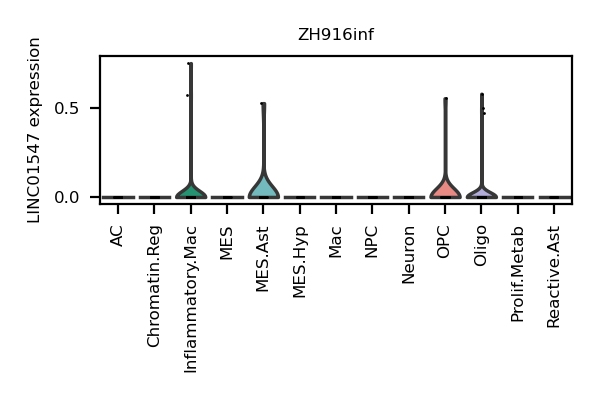 ZH916inf
LINC01547 expression
0.5
0.0
AC
Chromatin.Reg
Inflammatory.Mac
MES
MES.Ast
MES.Hyp
Mac
NPC
Neuron
OPC
Oligo
Prolif.Metab
Reactive.Ast